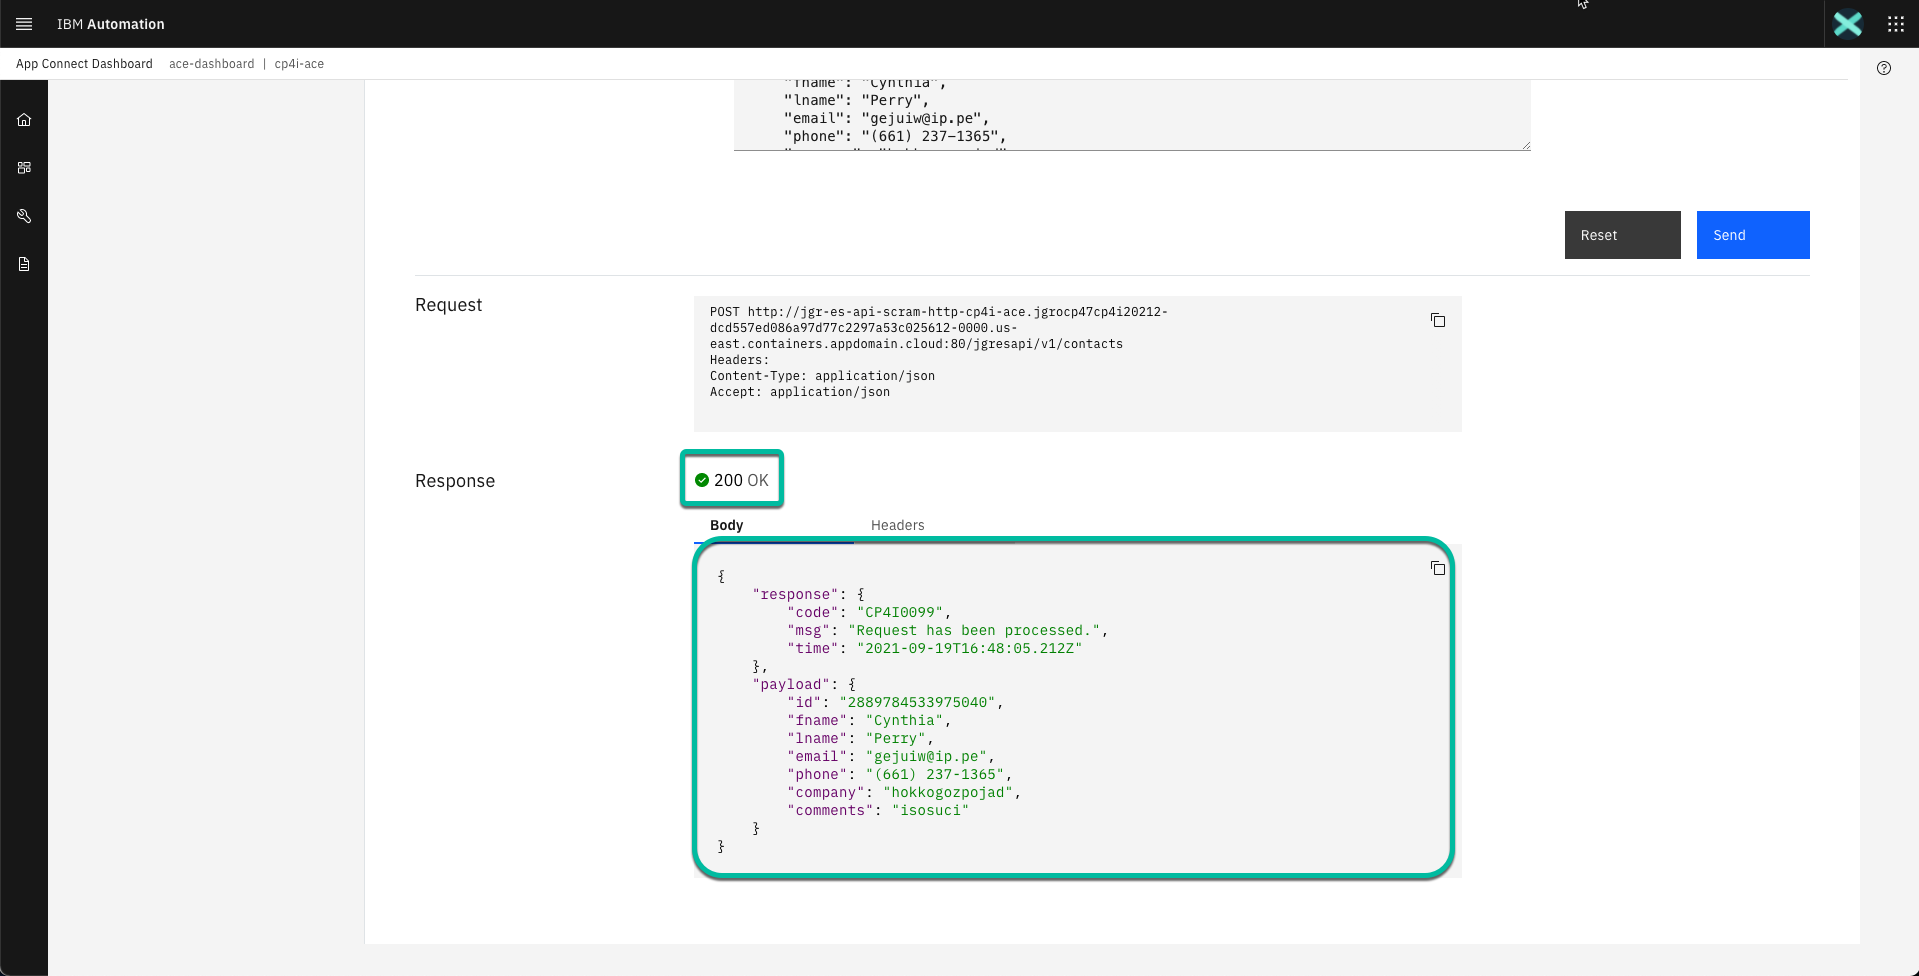 IBM Automation
App Connect Dashboard ace-dashboard | cp4i-ace
"fname": "Cynthia",
"lname": "Perry",
"email": "gejuiw@ip.pe",
"phone": "(661) 237-1365",
Reset
Send
Request
POST http://jgr-es-api-scram-http-cp4i-ace.jgrocp47cp4i20212-
dcd557ed086a97d77c2297a53c025612-0000.us-
east.containers.appdomain.cloud:80/jgresapi/v1/contacts
Headers:
Content-Type: application/json
Accept: application/json
Response
200 OK
Body
Headers
{
"response": {
"code": "CP4I0099",
"msg": "Request has been processed.",
"time": "2021-09-19T16:48:05.212Z"
},
"payload": {
"id": "2889784533975040",
"fname": "Cynthia",
"lname": "Perry",
"email": "gejuiw@ip.pe",
"phone": "(661) 237-1365",
"company": "hokkogozpojad",
"comments": "isosuci"
}
}